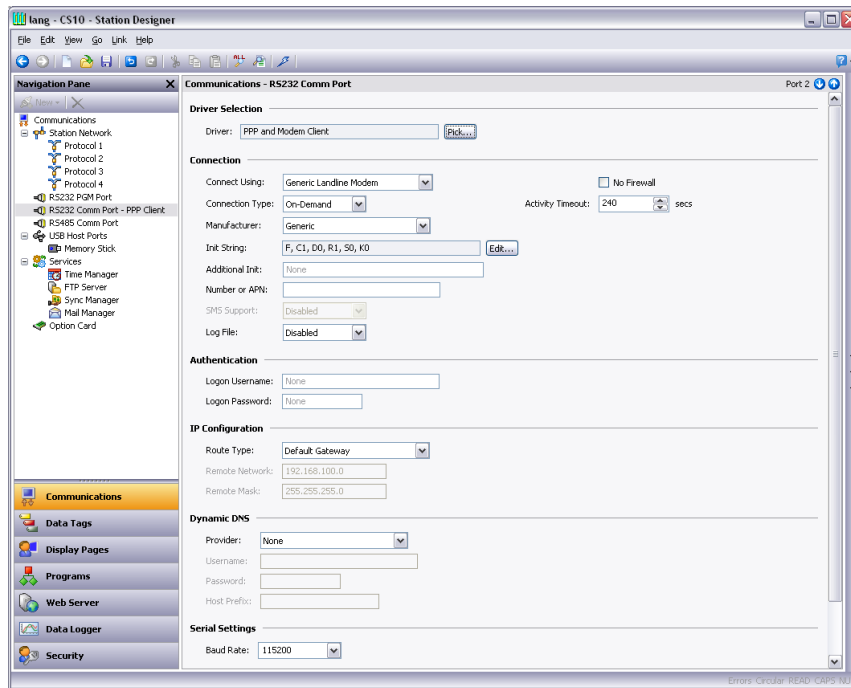 lang - CS10 - Station Designer
File Edit View Go Link Help
ALL
Navigation Pane X
New
Communications
Station Network
Protocol 1
Protocol 2
Protocol 3
Protocol 4
RS232 PGM Port
RS232 Comm Port - PPP Client
RS485 Comm Port
USB Host Ports
Memory Stick
Services
Time Manager
FTP Server
Sync Manager
Mail Manager
Option Card
Communications
Data Tags
Display Pages
Programs
Web Server
Data Logger
Security
Communications - RS232 Comm Port Port 2
Driver Selection
Driver: PPP and Modem Client Pick...
Connection
Connect Using: Generic Landline Modem No Firewall
Connection Type: On-Demand Activity Timeout: 240 secs
Manufacturer: Generic
Init String: F, C1, D0, R1, S0, K0 Edit...
Additional Init: None
Number or APN:
SMS Support: Disabled
Log File: Disabled
Authentication
Logon Username: None
Logon Password: None
IP Configuration
Route Type: Default Gateway
Remote Network: 192.168.100.0
Remote Mask: 255.255.255.0
Dynamic DNS
Provider: None
Username:
Password:
Host Prefix:
Serial Settings
Baud Rate: 115200
Errors Circular READ CAPS NU